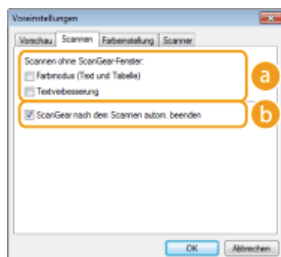 Voreinstellungen
Vorschau Scannen Farbeinstellung Scanner
Scannen ohne ScanGear-Fenster:
a
Farbmodus (Text und Tabelle)
Textverbesserung
ScanGear nach dem Scannen autom. beenden
b
OK Abbrechen